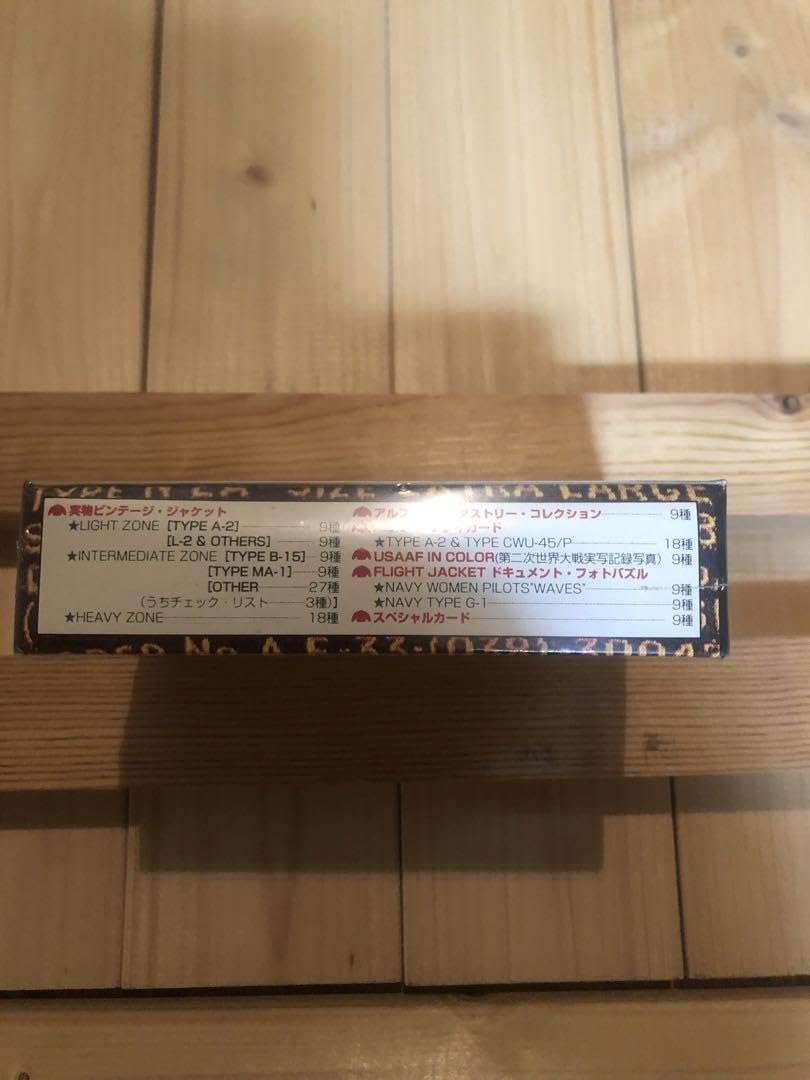 実物ビンテージ・ジャケット
★LIGHT ZONE [TYPE A-2] 9種
[L-2 & OTHERS] 9種
★INTERMEDIATE ZONE [TYPE B-15] 9種
[TYPE MA-1] 9種
[OTHER 27種
(うちチェック・リスト 3種)]
★HEAVY ZONE 18種
アルフ ストリー・コレクション 9種
カード
★TYPE A-2 & TYPE CWU-45/P 18種
USAAF IN COLOR(第二次世界大戦実写記録写真) 9種
FLIGHT JACKET ドキュメント・フォトパズル
★NAVY WOMEN PILOTS"WAVES" 9種
★NAVY TYPE G-1 9種
スペシャルカード 9種